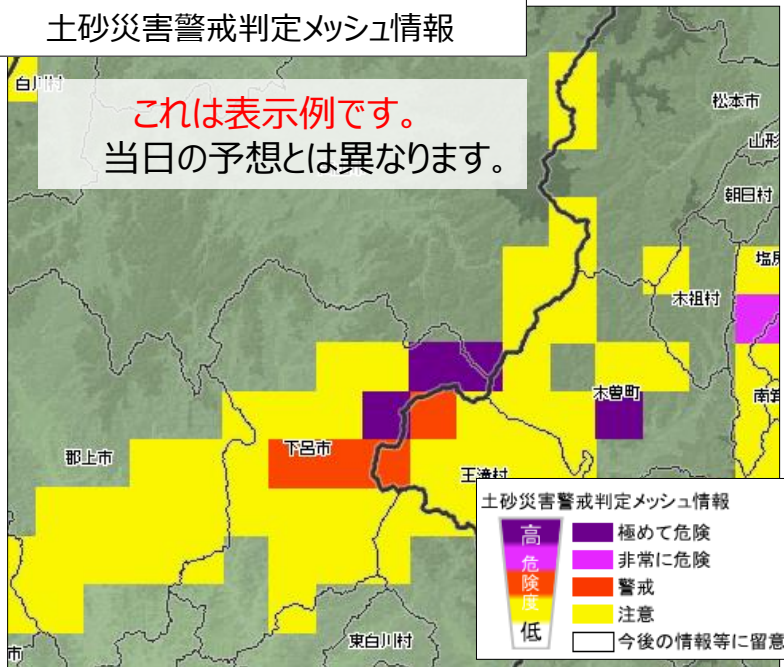 土砂災害警戒判定メッシュ情報
白川村
これは表示例です。
当日の予想とは異なります。
松本市
山形
朝日村
塩尻
木祖村
木曽町
南箕
郡上市
下呂市
王滝村
土砂災害警戒判定メッシュ情報
高
危
険
度
低
極めて危険
非常に危険
警戒
注意
今後の情報等に留意
東白川村
市